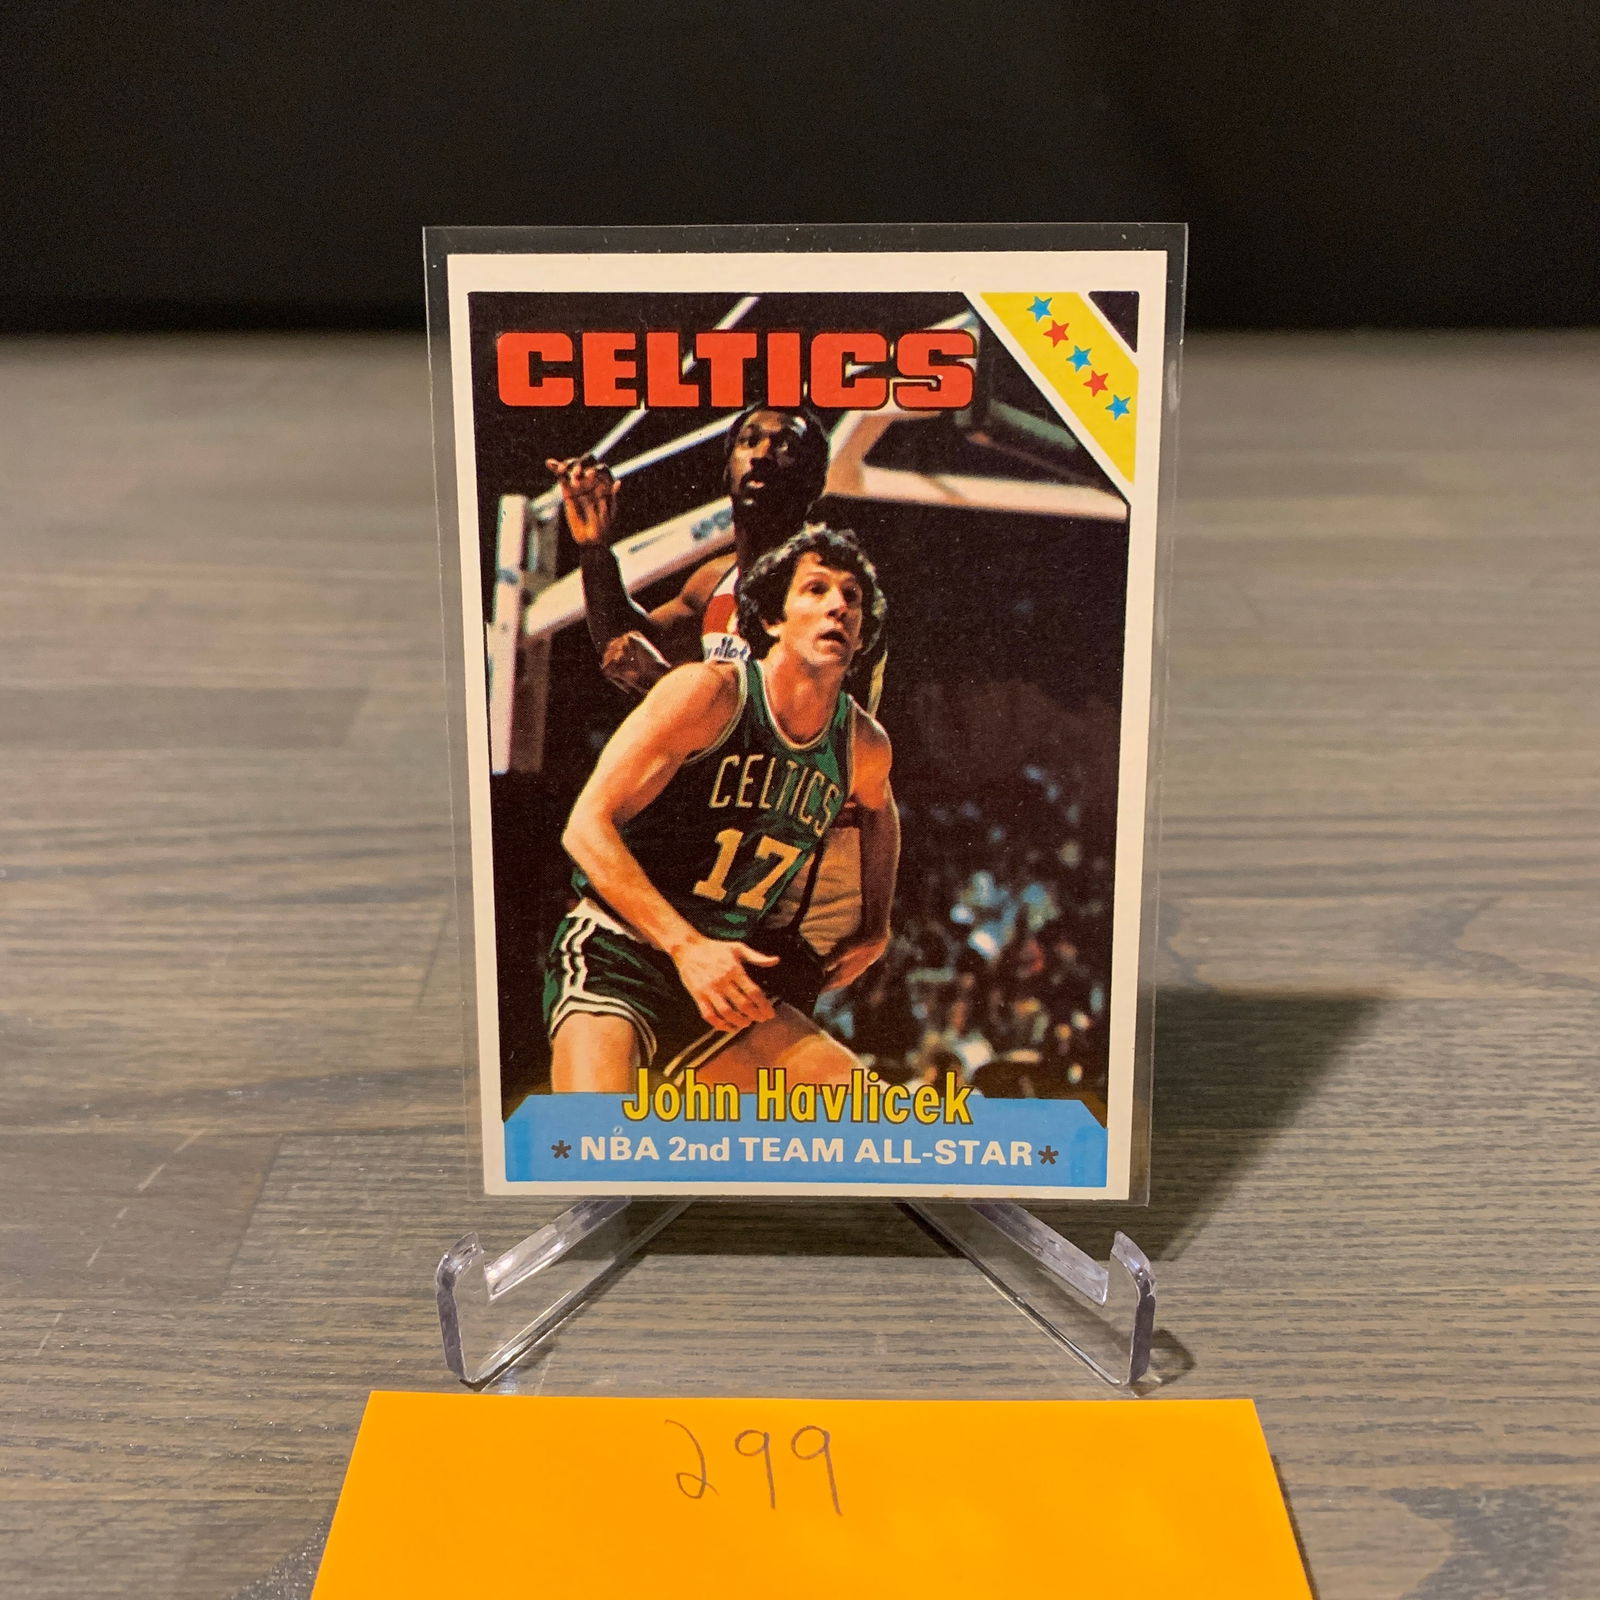 CELTICS
CELTICS
17
John Havlicek
*NBA 2nd TEAM ALL-STAR*
299